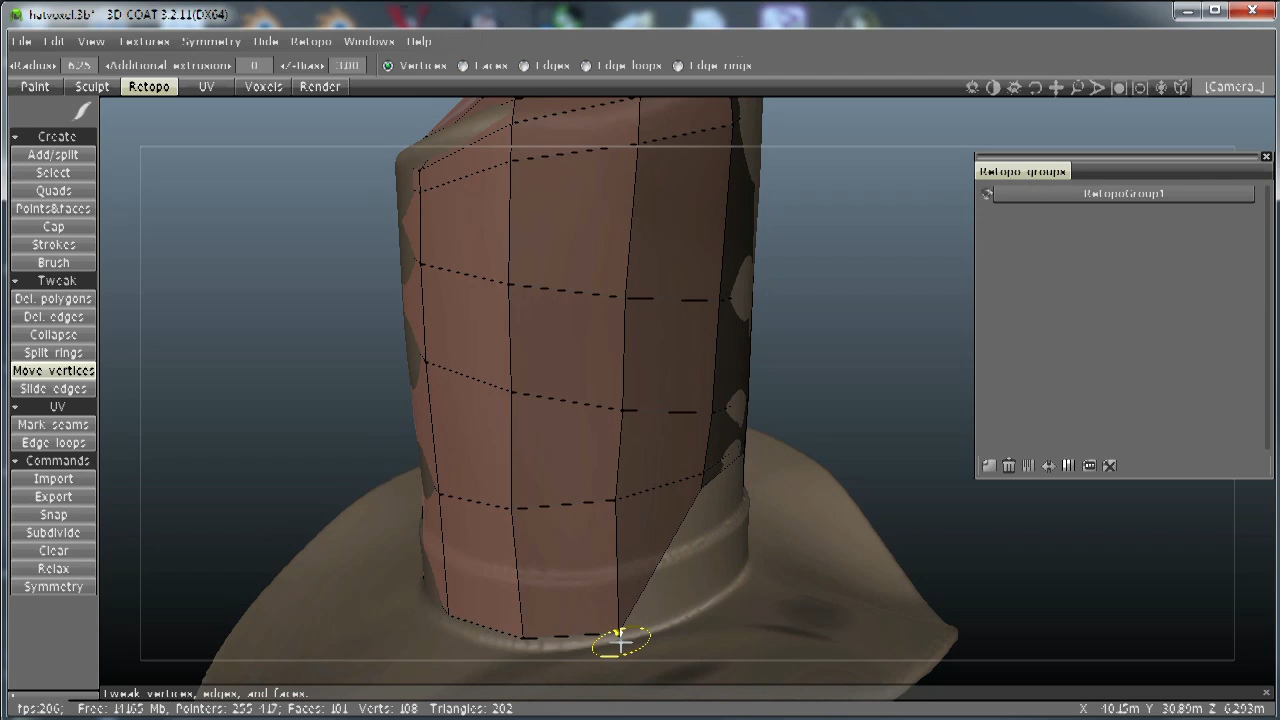 hatvoxel.3b* - 3D-COAT 3.2.11(DX64)
File Edit View Textures Symmetry Hide Retopo Windows Help
Radius 6.25 Additional extrusion 0 +/-Bias 3.00 Vertices Faces Edges Edge loops Edge rings
Paint Sculpt Retopo UV Voxels Render [Camera..]
Create
Add/split
Select
Quads
Points&faces
Cap
Strokes
Brush
Tweak
Del. polygons
Del. edges
Collapse
Split rings
Move vertices
Slide edges
UV
Mark seams
Edge loops
Commands
Import
Export
Snap
Subdivide
Clear
Relax
Symmetry
Retopo groups
RetopoGroup1
Tweak vertices, edges, and faces.
fps:206; Free: 14165 Mb, Pointers: 255 417; Faces: 101 Verts: 108 Triangles: 202 X -40.15m Y 30.89m Z 6.293m